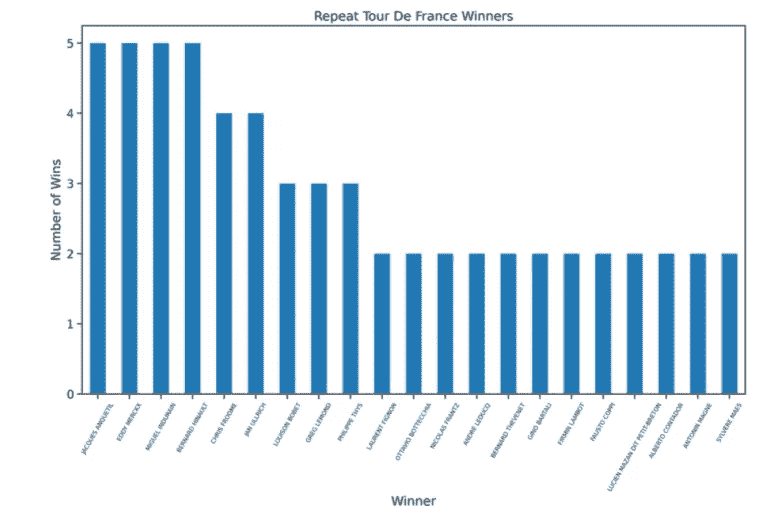 Repeat Tour De France Winners
Number of Wins
5
4
3
2
1
0
JACQUES ANQUETIL
EDDY MERCKX
MIGUEL INDURAIN
BERNARD HINAULT
CHRIS FROOME
JAN ULLRICH
LOUISON BOBET
GREG LEMOND
PHILIPPE THYS
LAURENT FIGNON
OTTAVIO BOTTECCHIA
NICOLAS FRANTZ
ANDRE LEDUCQ
BERNARD THEVENET
GINO BARTALI
FIRMIN LAMBOT
FAUSTO COPPI
LUCIEN MAZAN DIT PETIT-BRETON
ALBERTO CONTADOR
ANTONIN MAGNE
SYLVERE MAES
Winner